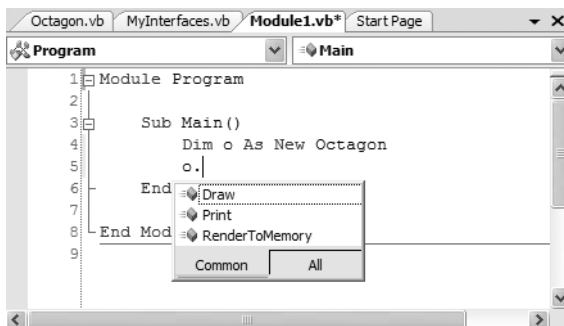 Octagon.vb MyInterfaces.vb Module1.vb* Start Page
Program Main
1 Module Program
2
3 Sub Main()
4 Dim o As New Octagon
5 o.
6 End
Draw
7 Print
8 End Mod RenderToMemory
9
Common All